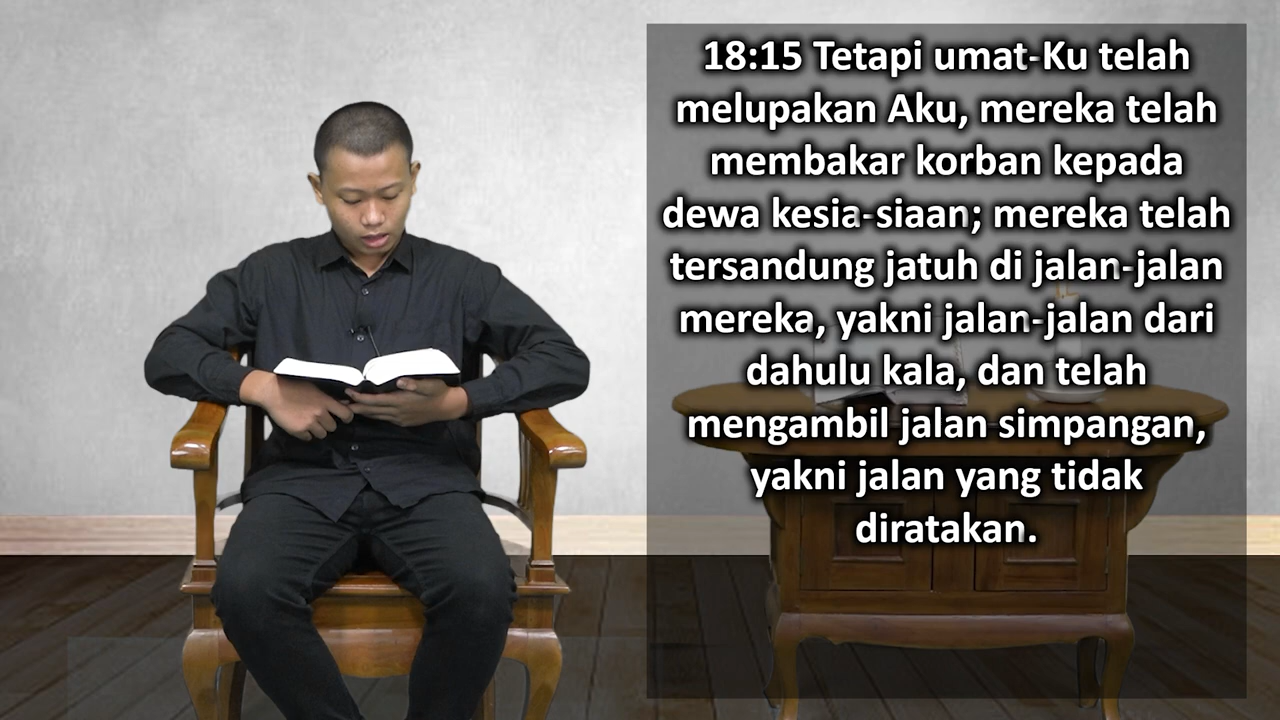 18:15 Tetapi umat-Ku telah
melupakan Aku, mereka telah
membakar korban kepada
dewa kesia-siaan; mereka telah
tersandung jatuh di jalan-jalan
mereka, yakni jalan-jalan dari
dahulu kala, dan telah
mengambil jalan simpangan,
yakni jalan yang tidak
diratakan.